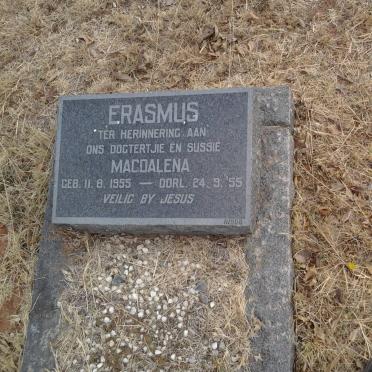 ERASMUS
TER HERINNERING AAN
ONS DOGTERTJIE EN SUSSIE
MAGDALENA
GEB. 11. 8. 1955 — OORL. 24. 9. '55
VEILIG BY JESUS